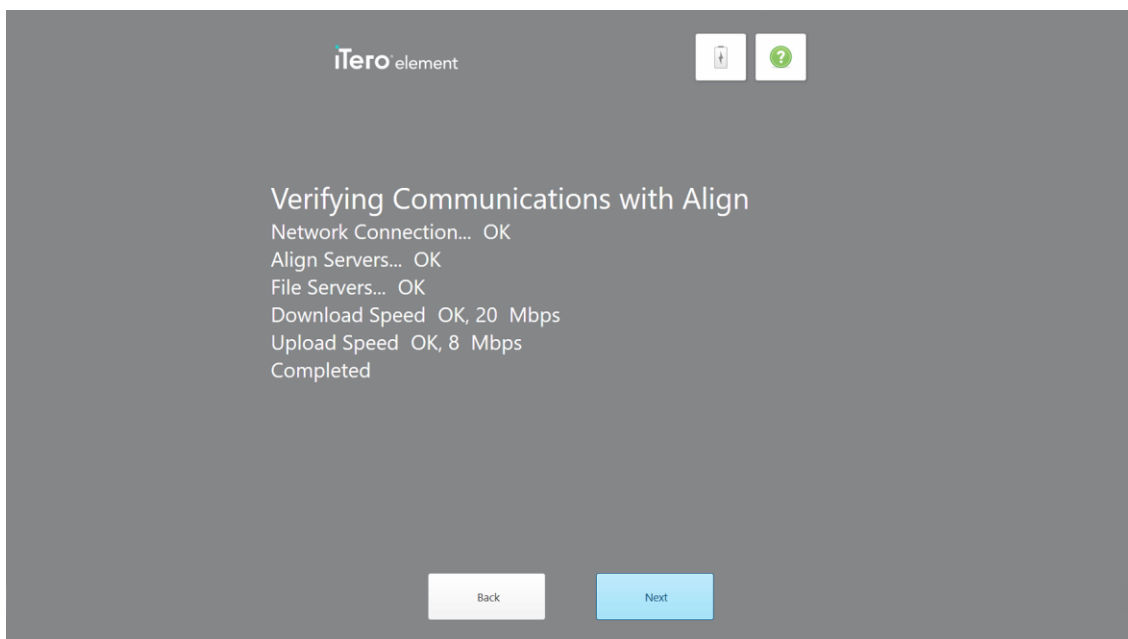 iTero element
?
Verifying Communications with Align
Network Connection... OK
Align Servers... OK
File Servers... OK
Download Speed OK, 20 Mbps
Upload Speed OK, 8 Mbps
Completed
Back Next